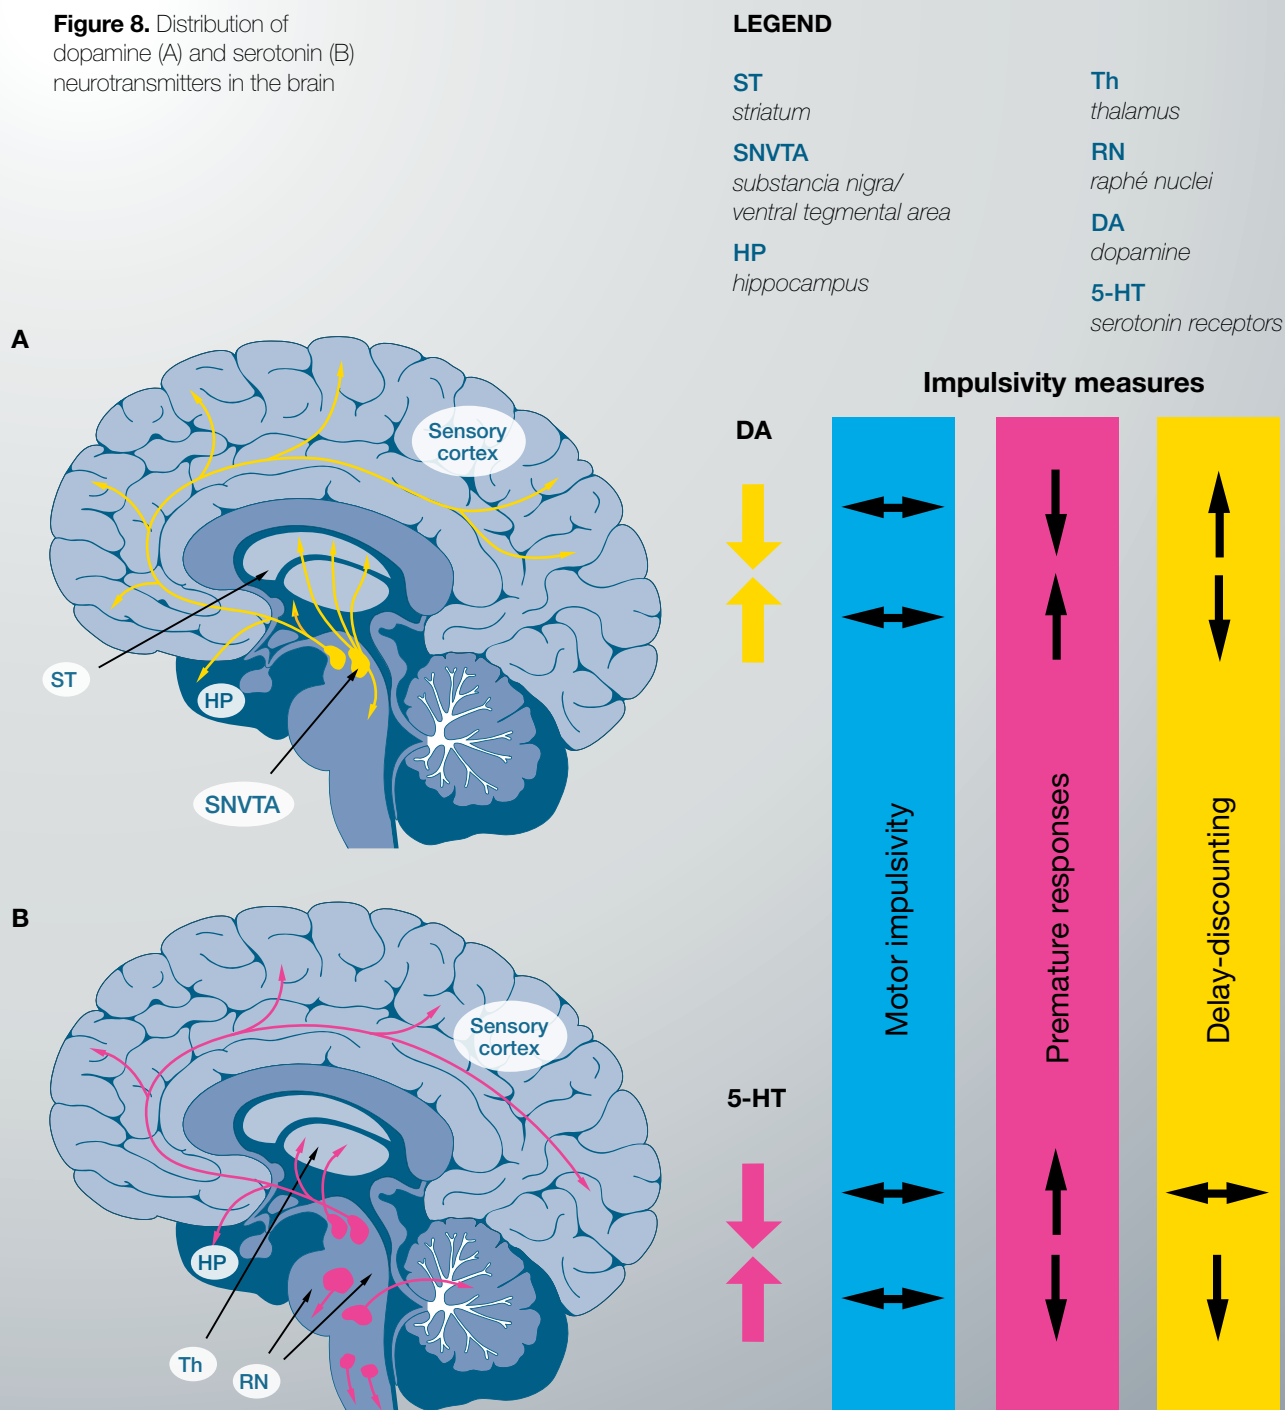 Figure 8. Distribution of
dopamine (A) and serotonin (B)
neurotransmitters in the brain
LEGEND
ST
striatum
SNVTA
substancia nigra/
ventral tegmental area
HP
hippocampus
Th
thalamus
RN
raphé nuclei
DA
dopamine
5-HT
serotonin receptors
A
Sensory
cortex
ST
HP
SNVTA
B
Sensory
cortex
HP
Th
RN
Impulsivity measures
DA
5-HT
Motor impulsivity
Premature responses
Delay-discounting